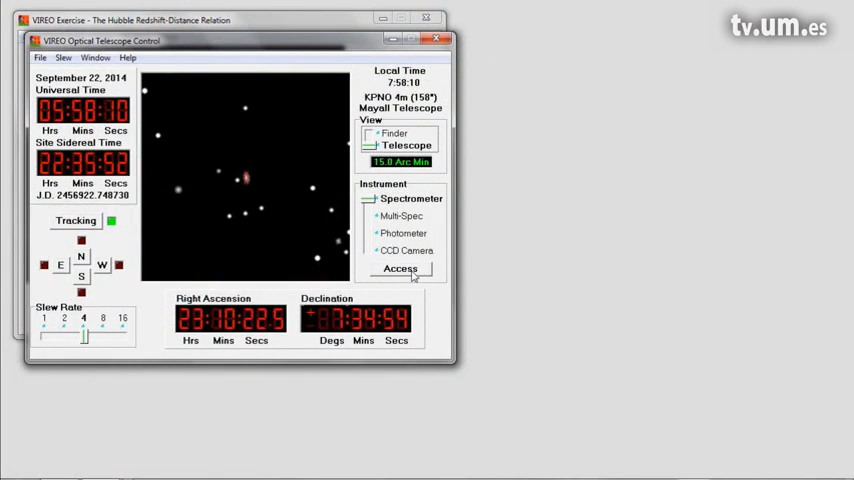 VIREO Exercise - The Hubble Redshift-Distance Relation
tv.um.es
VIREO Optical Telescope Control
File Slew Window Help
September 22, 2014
Universal Time
05:58:10
Hrs Mins Secs
Site Sidereal Time
22:35:52
Hrs Mins Secs
J.D. 2456922.748730
Tracking
N
E W
S
Slew Rate
1 2 4 8 16
Local Time
7:58:10
KPNO 4m (158")
Mayall Telescope
View
Finder
Telescope
15.0 Arc Min
Instrument
Spectrometer
Multi-Spec
Photometer
CCD Camera
Access
Right Ascension
23:10:22.5
Hrs Mins Secs
Declination
+ 7:34:54
Degs Mins Secs